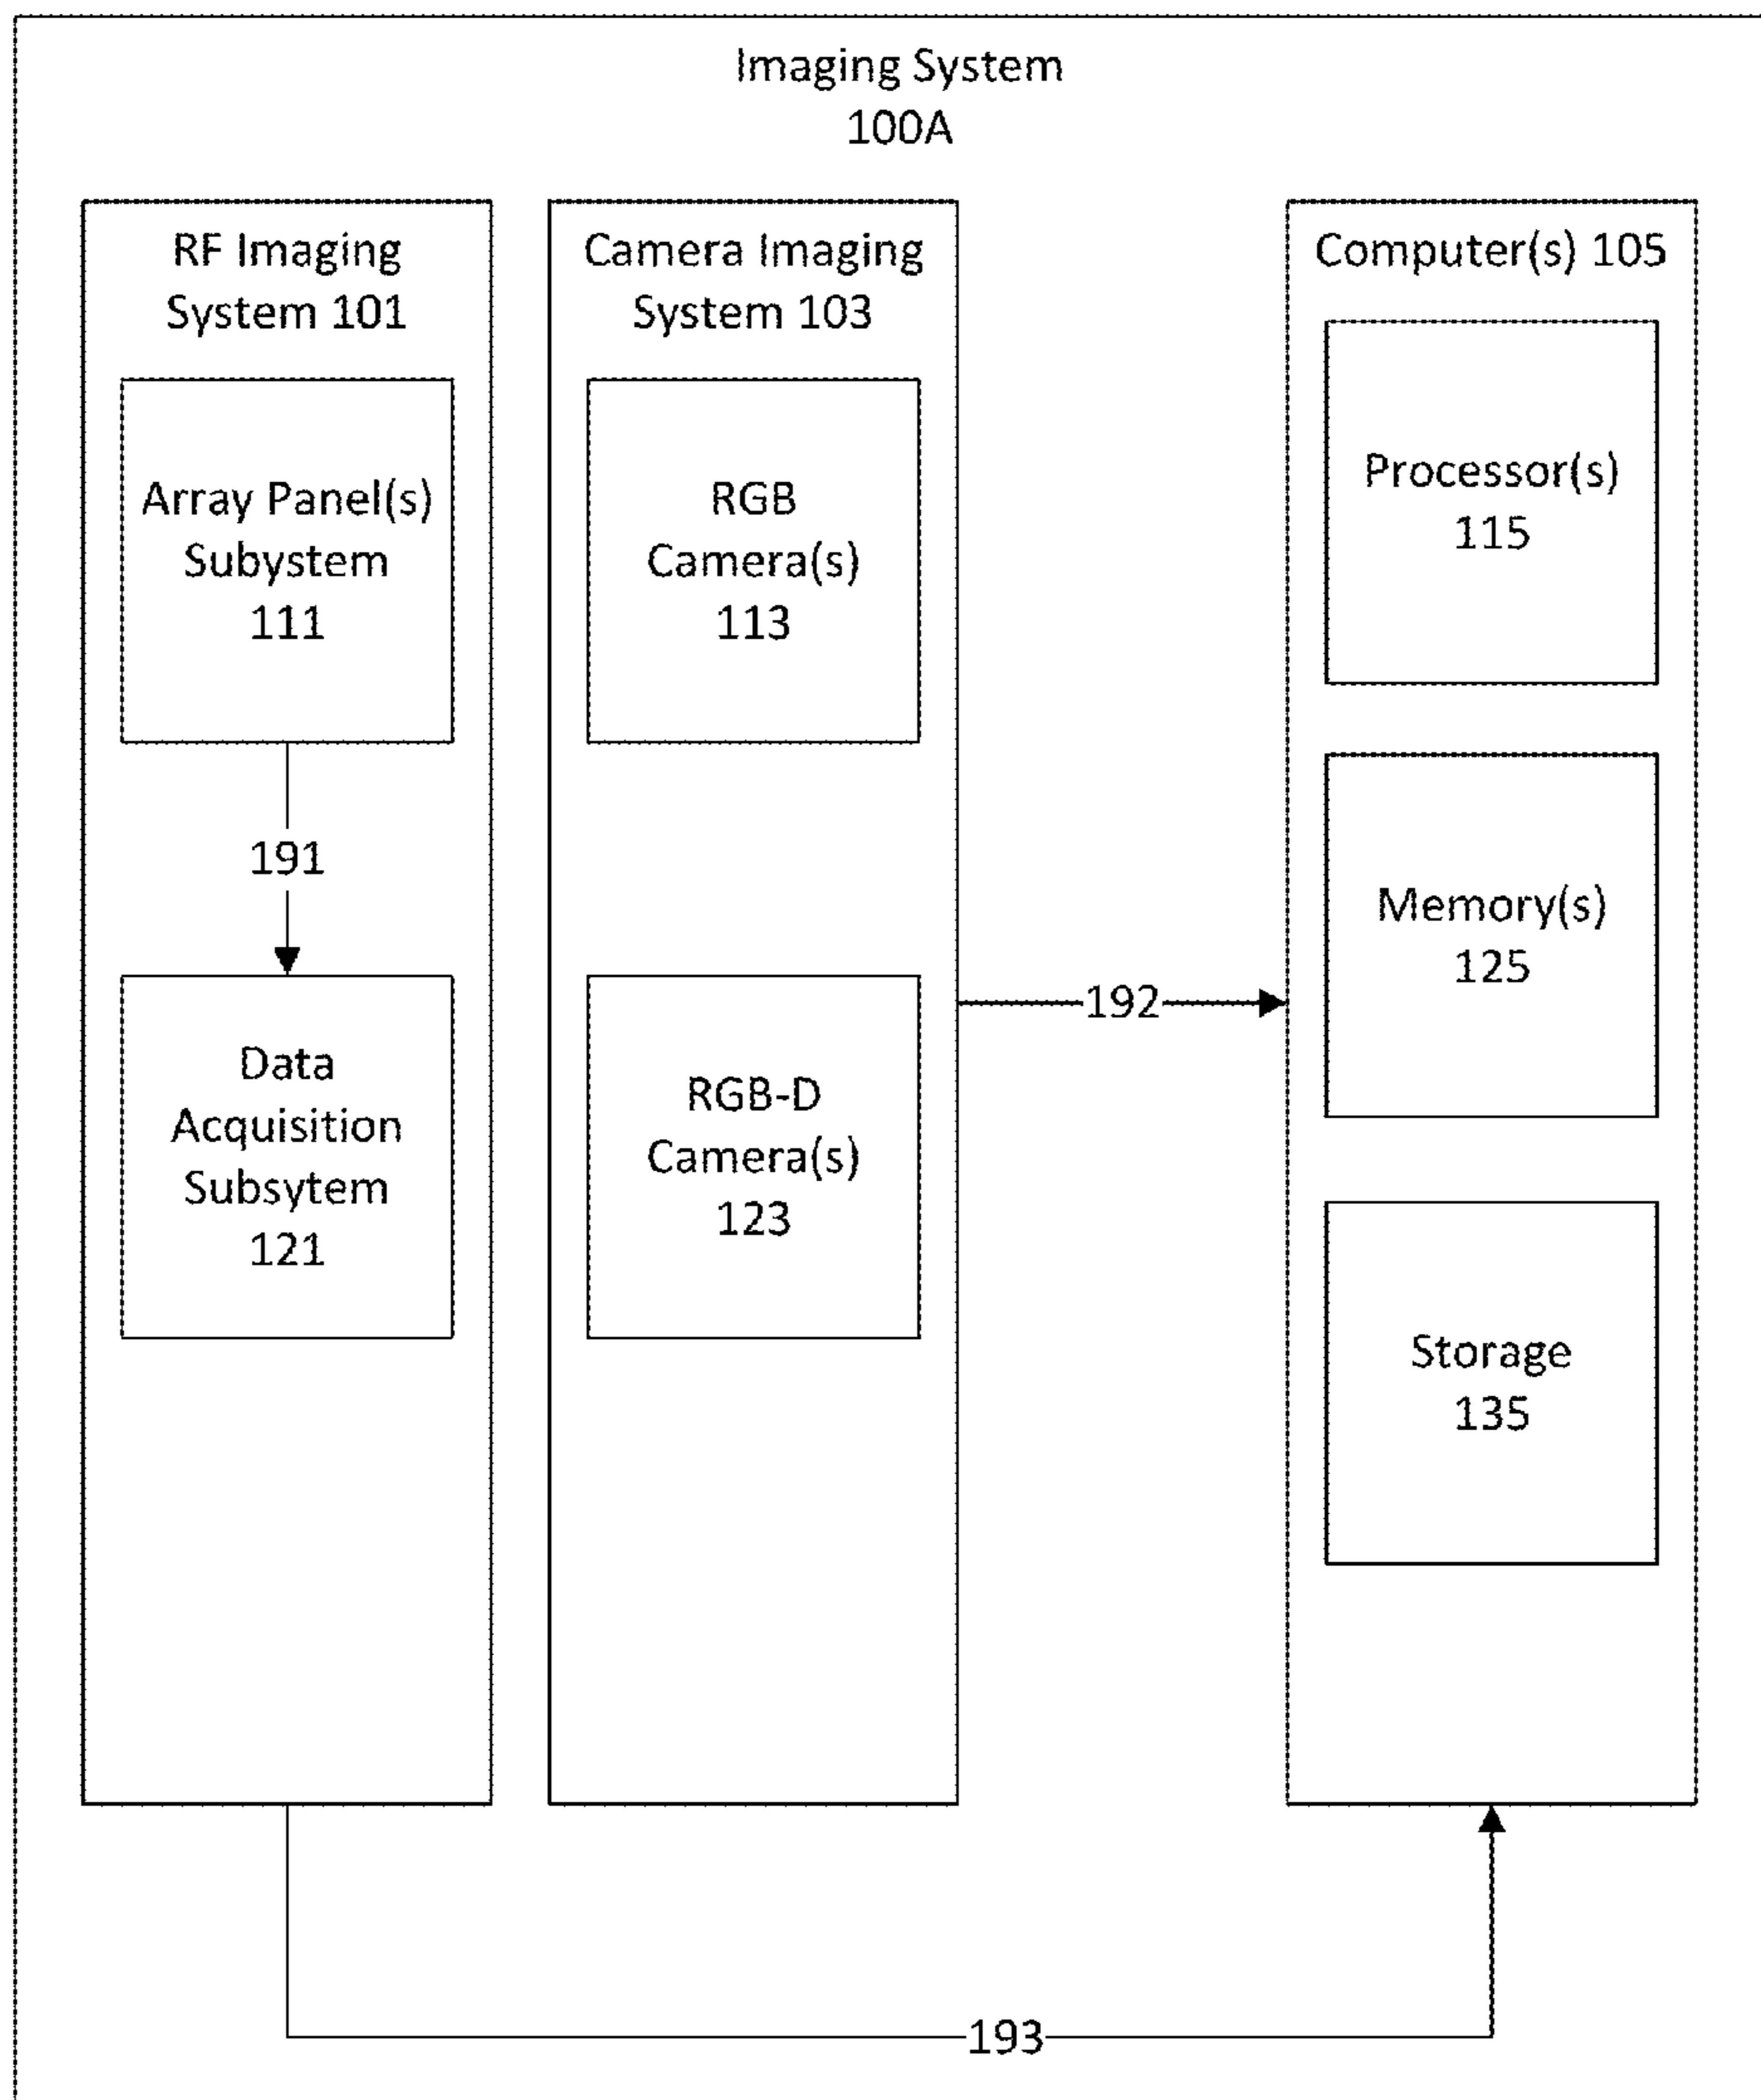 Imaging System
100A
RF Imaging
System 101
Array Panel(s)
Subystem
111
191
Data
Acquisition
Subsytem
121
Camera Imaging
System 103
RGB
Camera(s)
113
RGB-D
Camera(s)
123
192
Computer(s) 105
Processor(s)
115
Memory(s)
125
Storage
135
193